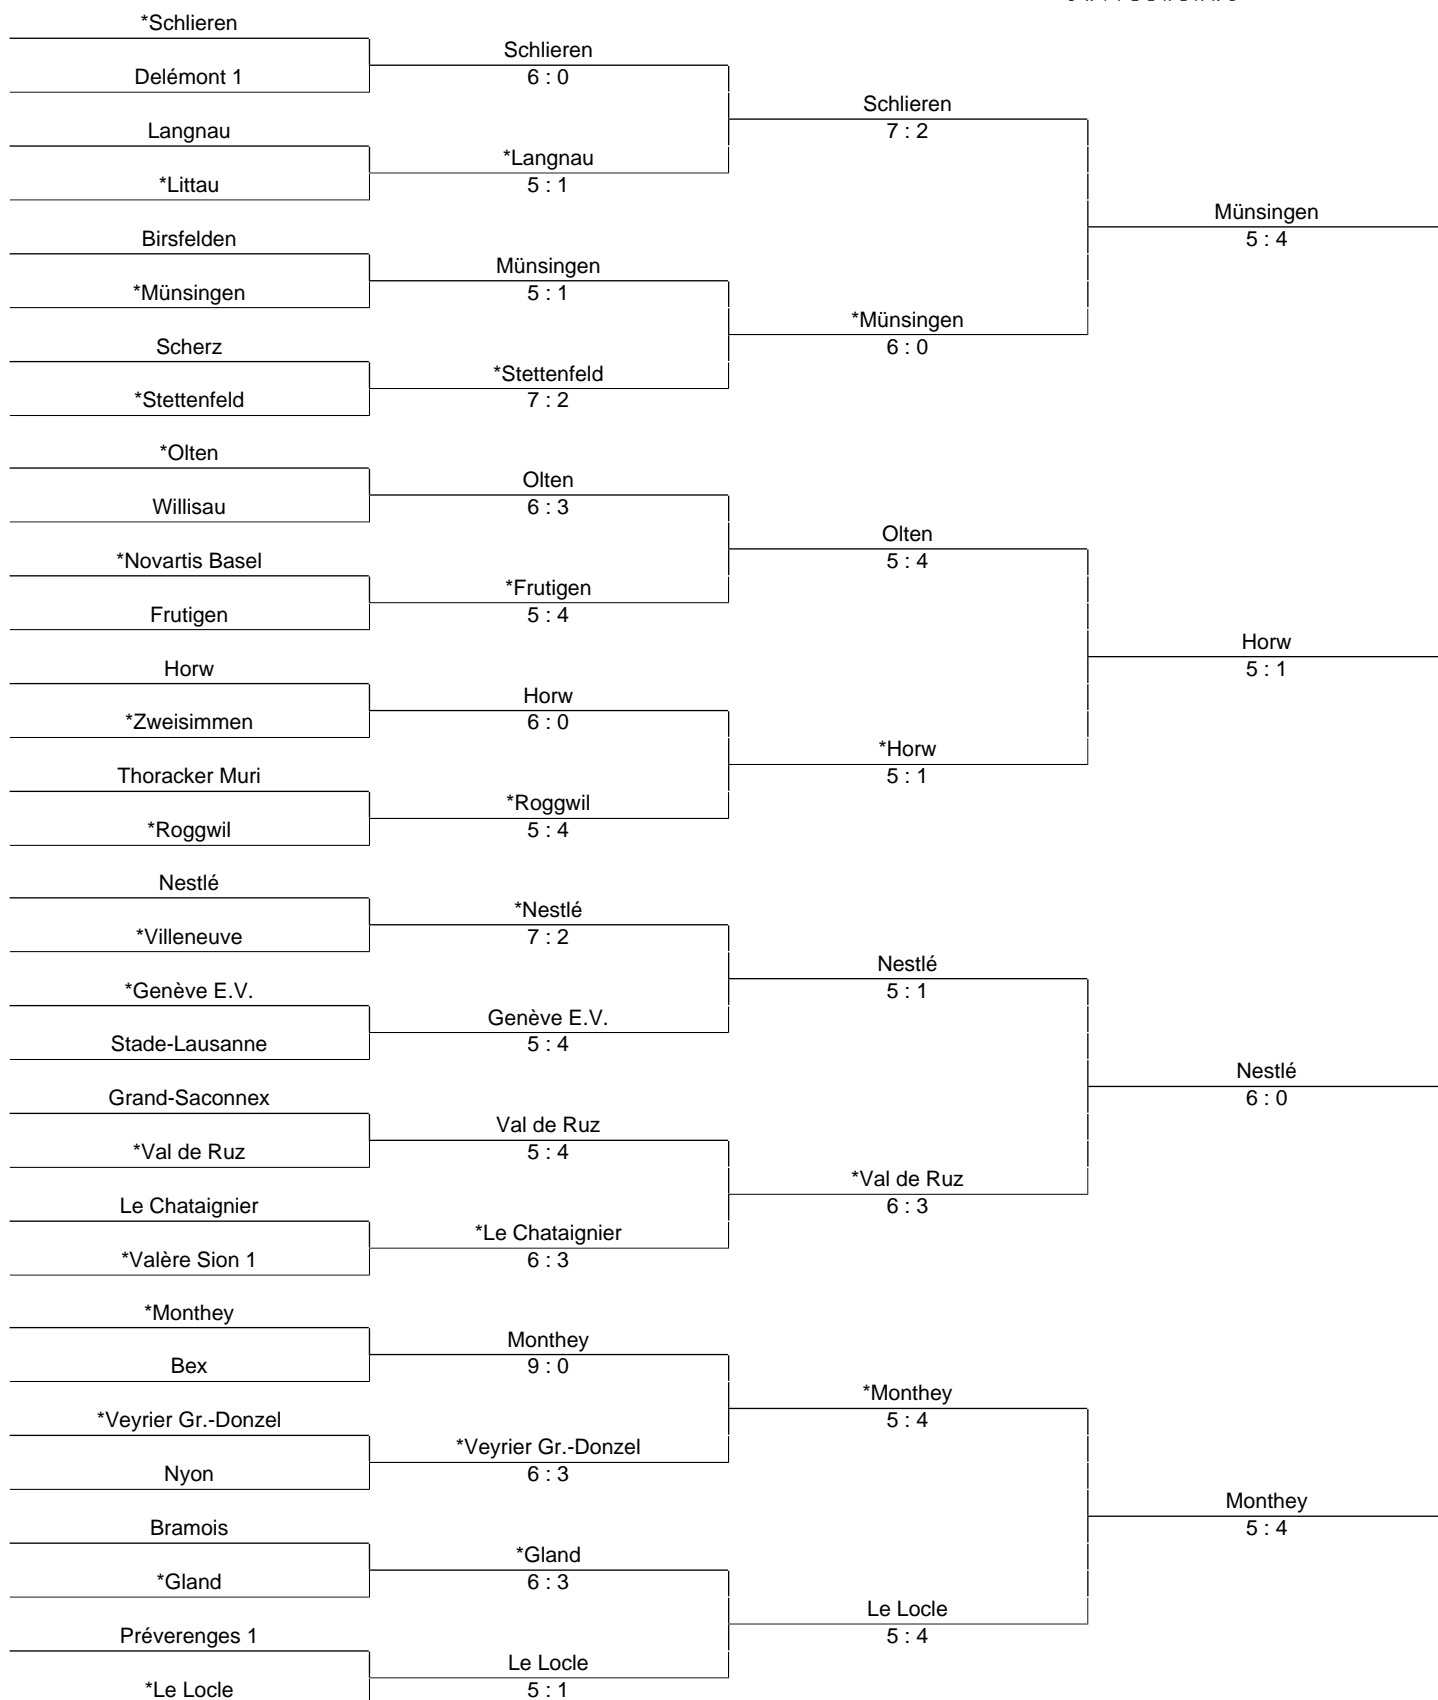 *Schlieren
Schlieren
Delémont 1
6 : 0
Schlieren
Langnau
7 : 2
*Langnau
*Littau
5 : 1
Münsingen
Birsfelden
5 : 4
Münsingen
*Münsingen
5 : 1
*Münsingen
Scherz
6 : 0
*Stettenfeld
*Stettenfeld
7 : 2
*Olten
Olten
Willisau
6 : 3
Olten
*Novartis Basel
5 : 4
*Frutigen
Frutigen
5 : 4
Horw
Horw
5 : 1
Horw
*Zweisimmen
6 : 0
*Horw
Thoracker Muri
5 : 1
*Roggwil
*Roggwil
5 : 4
Nestlé
*Nestlé
*Villeneuve
7 : 2
Nestlé
*Genève E.V.
5 : 1
Genève E.V.
Stade-Lausanne
5 : 4
Nestlé
Grand-Saconnex
6 : 0
Val de Ruz
*Val de Ruz
5 : 4
*Val de Ruz
Le Chataignier
6 : 3
*Le Chataignier
*Valère Sion 1
6 : 3
*Monthey
Monthey
Bex
9 : 0
*Monthey
*Veyrier Gr.-Donzel
5 : 4
*Veyrier Gr.-Donzel
Nyon
6 : 3
Monthey
Bramois
5 : 4
*Gland
*Gland
6 : 3
Le Locle
Préverenges 1
5 : 4
Le Locle
*Le Locle
5 : 1